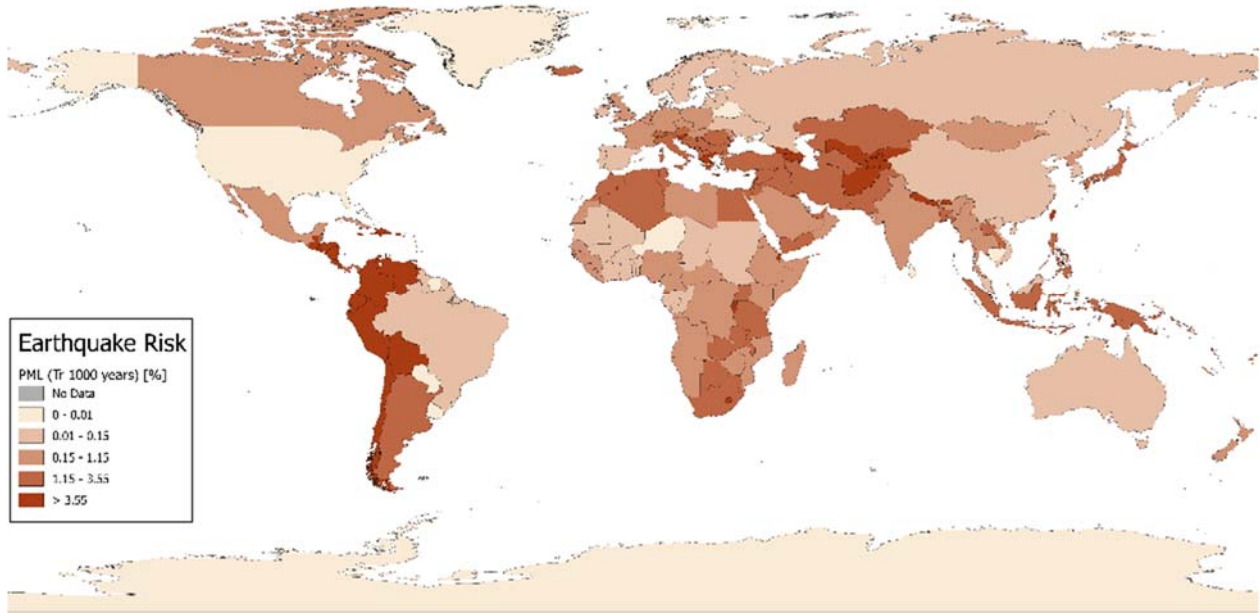 Earthquake Risk
PML (Tr 1000 years) [%]
No Data
0 - 0.01
0.01 - 0.15
0.15 - 1.15
1.15 - 3.55
> 3.55